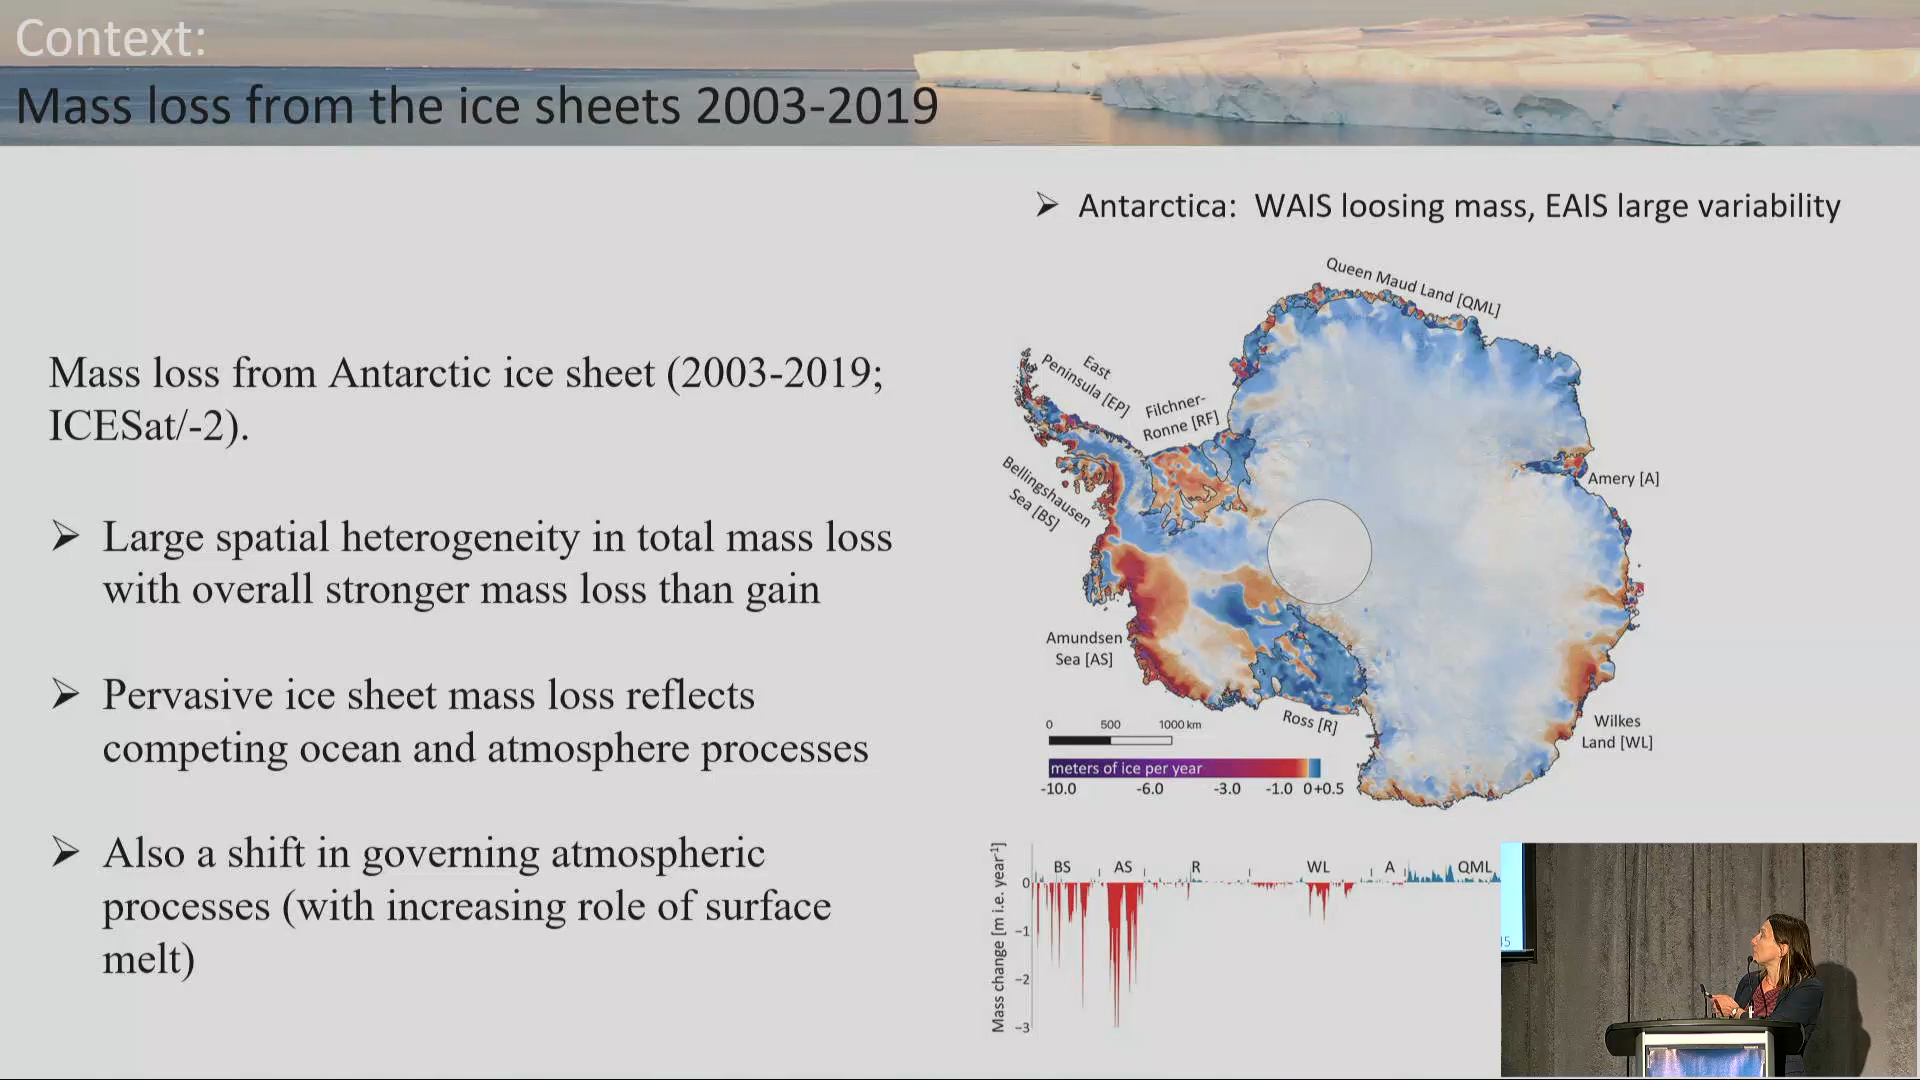 Context:
Mass loss from the ice sheets 2003-2019
Mass loss from Antarctic ice sheet (2003-2019;
ICESat/-2).
➢ Large spatial heterogeneity in total mass loss
with overall stronger mass loss than gain
➢ Pervasive ice sheet mass loss reflects
competing ocean and atmosphere processes
➢ Also a shift in governing atmospheric
processes (with increasing role of surface
melt)
➢ Antarctica: WAIS loosing mass, EAIS large variability
Queen Maud Land [QML]
East
Peninsula [EP]
Filchner-
Ronne [RF]
Bellingshausen
Sea [BS]
Amery [A]
Amundsen
Sea [AS]
Ross [R]
Wilkes
Land [WL]
0 500 1000 km
meters of ice per year
-10.0 -6.0 -3.0 -1.0 0 +0.5
Mass change [m i.e. year⁻¹]
BS AS R WL A QML
0
−1
−2
−3